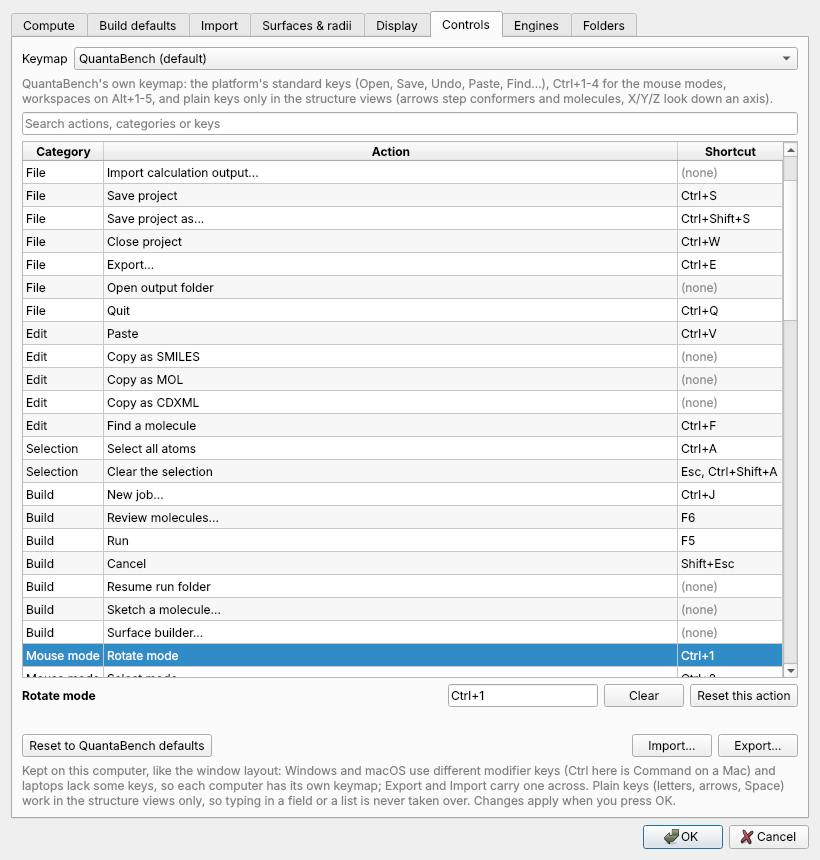 Compute Build defaults Import Surfaces & radii Display Controls Engines Folders
Keymap QuantaBench (default)
QuantaBench's own keymap: the platform's standard keys (Open, Save, Undo, Paste, Find...), Ctrl+1-4 for the mouse modes,
workspaces on Alt+1-5, and plain keys only in the structure views (arrows step conformers and molecules, X/Y/Z look down an axis).
Search actions, categories or keys
Category Action Shortcut
File Import calculation output... (none)
File Save project Ctrl+S
File Save project as... Ctrl+Shift+S
File Close project Ctrl+W
File Export... Ctrl+E
File Open output folder (none)
File Quit Ctrl+Q
Edit Paste Ctrl+V
Edit Copy as SMILES (none)
Edit Copy as MOL (none)
Edit Copy as CDXML (none)
Edit Find a molecule Ctrl+F
Selection Select all atoms Ctrl+A
Selection Clear the selection Esc, Ctrl+Shift+A
Build New job... Ctrl+J
Build Review molecules... F6
Build Run F5
Build Cancel Shift+Esc
Build Resume run folder (none)
Build Sketch a molecule... (none)
Build Surface builder... (none)
Mouse mode Rotate mode Ctrl+1
Mouse mode Select mode Ctrl+2
Rotate mode Ctrl+1 Clear Reset this action
Reset to QuantaBench defaults Import... Export...
Kept on this computer, like the window layout: Windows and macOS use different modifier keys (Ctrl here is Command on a Mac) and
laptops lack some keys, so each computer has its own keymap; Export and Import carry one across. Plain keys (letters, arrows, Space)
work in the structure views only, so typing in a field or a list is never taken over. Changes apply when you press OK.
OK Cancel